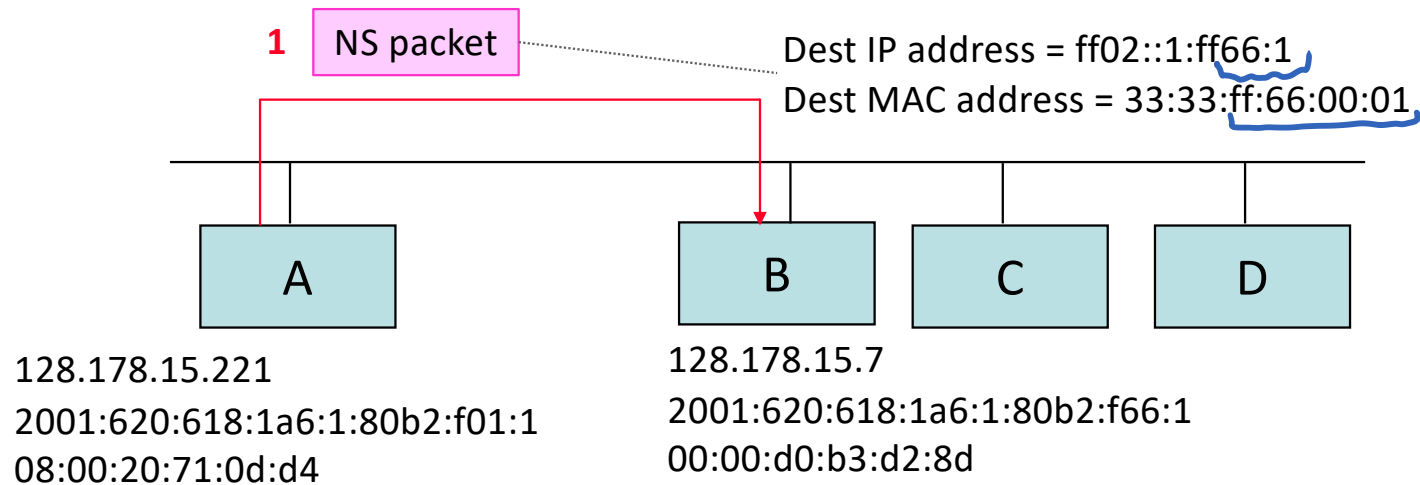 1 NS packet
Dest IP address = ff02::1:ff66:1
Dest MAC address = 33:33:ff:66:00:01
A
B
C
D
128.178.15.221
2001:620:618:1a6:1:80b2:f01:1
08:00:20:71:0d:d4
128.178.15.7
2001:620:618:1a6:1:80b2:f66:1
00:00:d0:b3:d2:8d